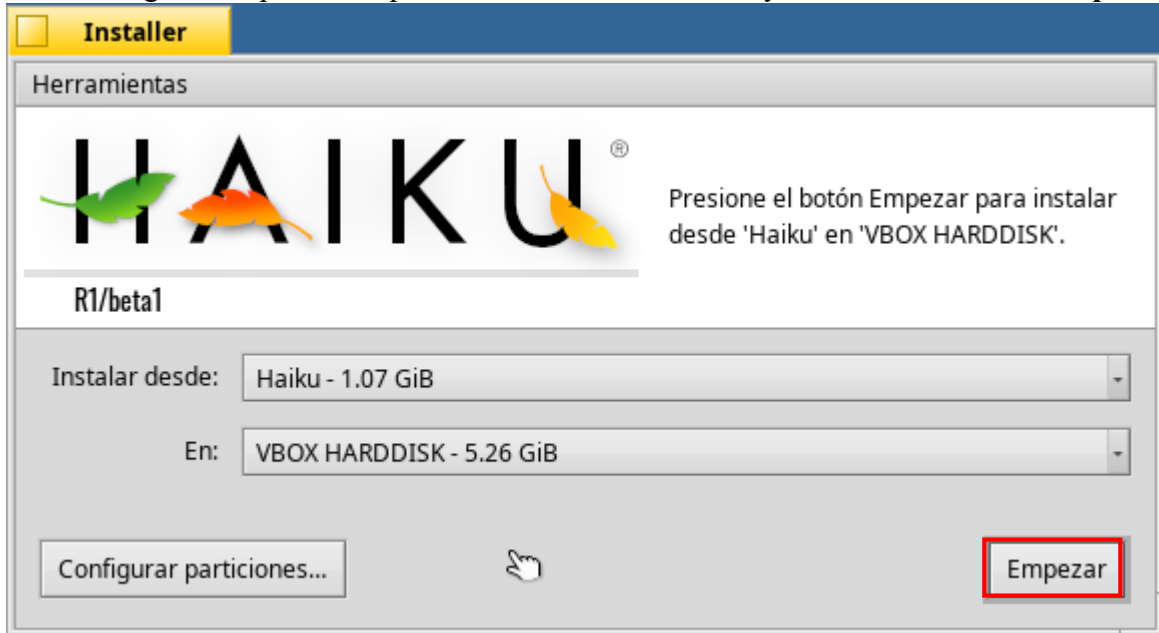 Installer
Herramientas
HAIKU®
Presione el botón Empezar para instalar
desde 'Haiku' en 'VBOX HARDDISK'.
R1/beta1
Instalar desde: Haiku - 1.07 GiB
En: VBOX HARDDISK - 5.26 GiB
Configurar particiones... Empezar